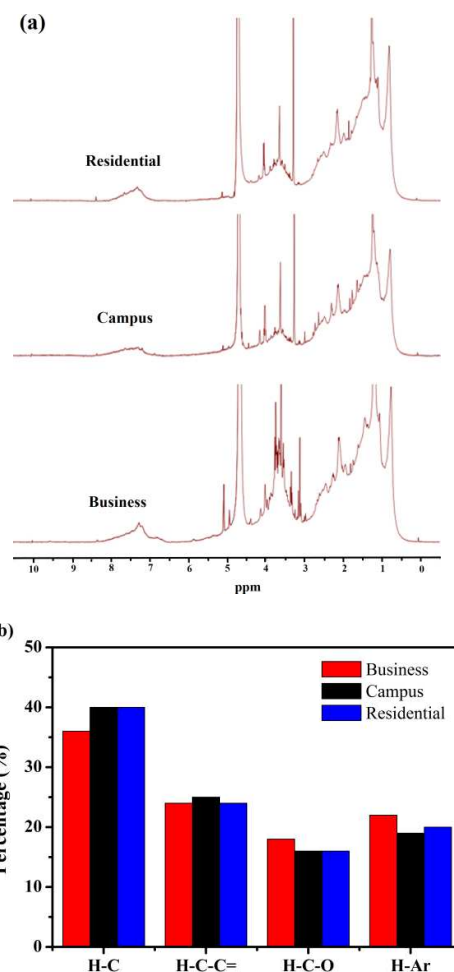 (a)
Residential
Campus
Business
10 9 8 7 6 5 4 3 2 1 0
ppm
b)
50
40
30
20
10
0
Percentage (%)
Business
Campus
Residential
H-C H-C-C= H-C-O H-Ar